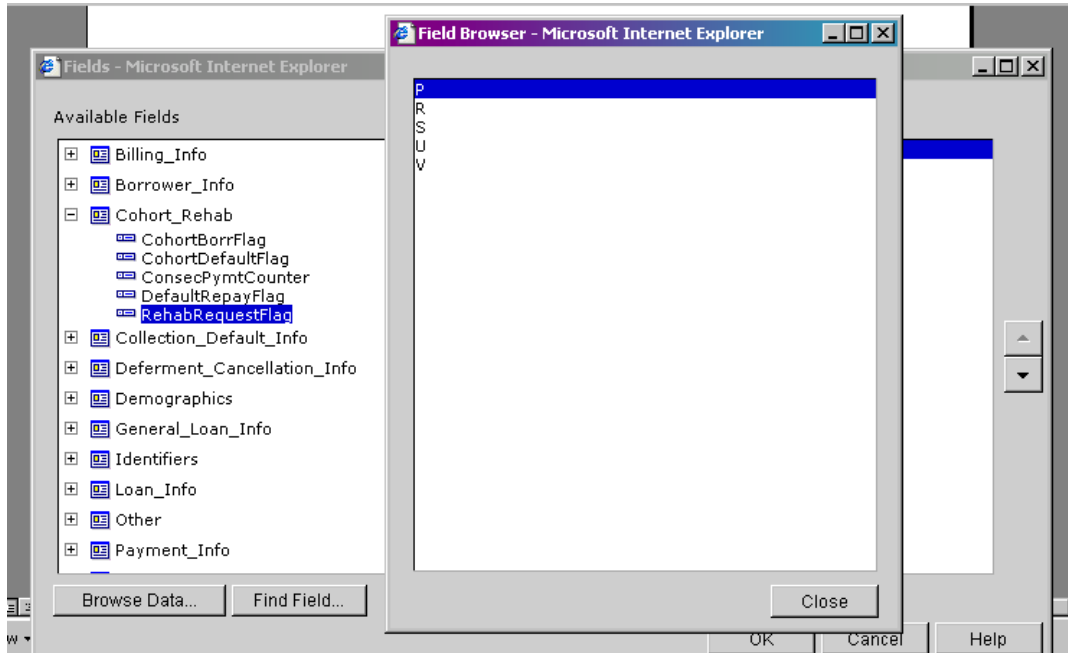 Field Browser - Microsoft Internet Explorer
P
R
S
U
V
Close
Fields - Microsoft Internet Explorer
Available Fields
Billing_Info
Borrower_Info
Cohort_Rehab
CohortBorrFlag
CohortDefaultFlag
ConsecPymtCounter
DefaultRepayFlag
RehabRequestFlag
Collection_Default_Info
Deferment_Cancellation_Info
Demographics
General_Loan_Info
Identifiers
Loan_Info
Other
Payment_Info
Browse Data...
Find Field...
OK
Cancel
Help